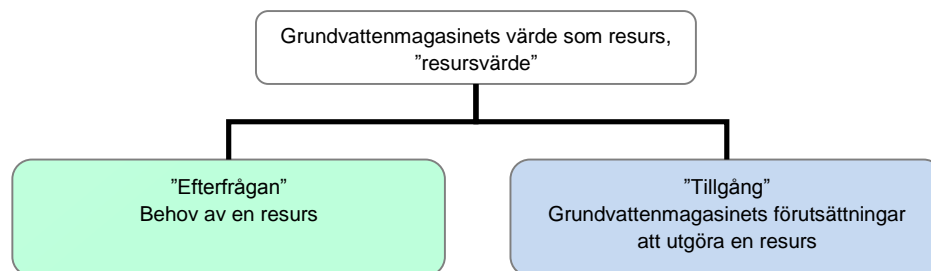 Grundvattenmagasinets värde som resurs,
”resursvärde”
”Efterfrågan”
Behov av en resurs
”Tillgång”
Grundvattenmagasinets förutsättningar
att utgöra en resurs